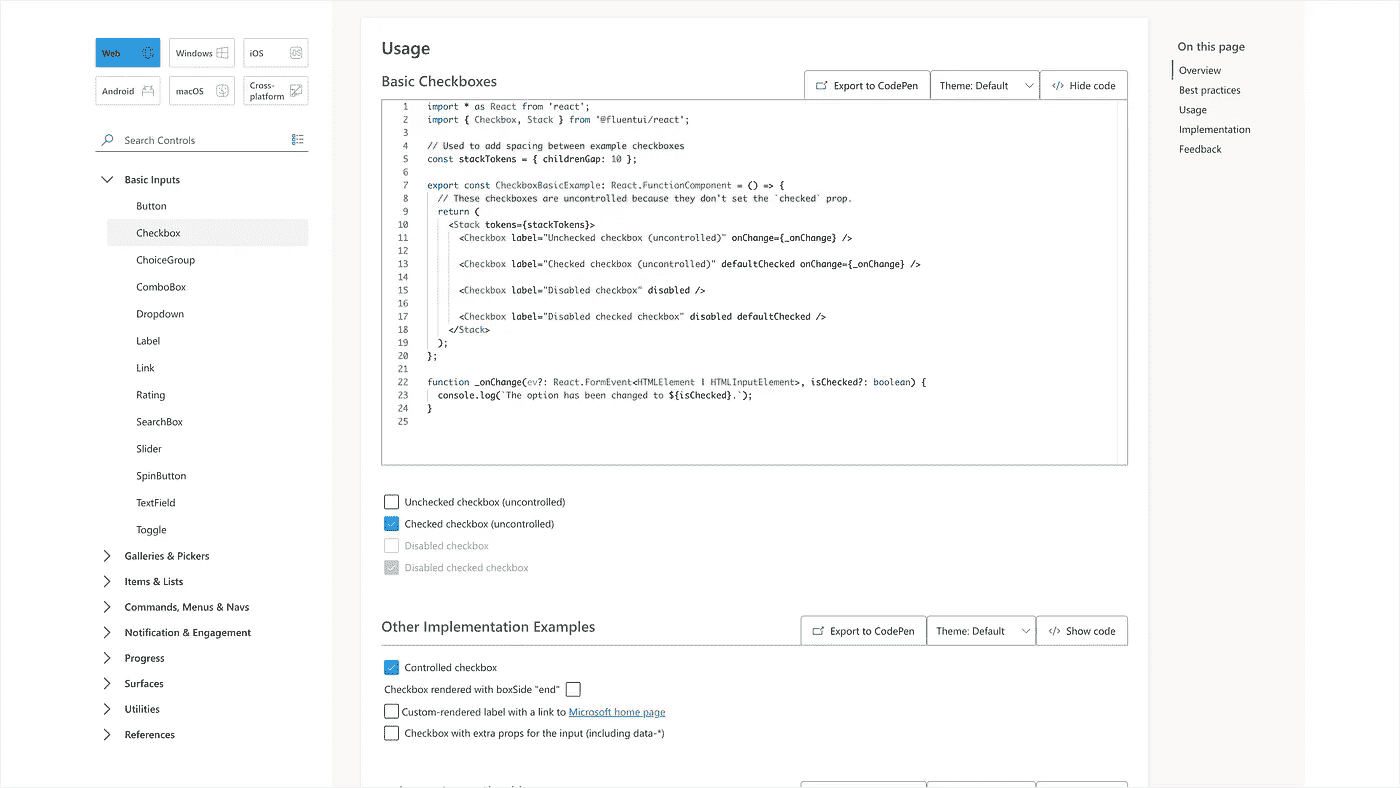 Web
Windows
iOS
Android
macOS
Cross-
platform
Search Controls
Basic Inputs
Button
Checkbox
ChoiceGroup
ComboBox
Dropdown
Label
Link
Rating
SearchBox
Slider
SpinButton
TextField
Toggle
Galleries & Pickers
Items & Lists
Commands, Menus & Navs
Notification & Engagement
Progress
Surfaces
Utilities
References
Usage
Basic Checkboxes
Export to CodePen
Theme: Default
</> Hide code
1 import * as React from 'react';
2 import { Checkbox, Stack } from '@fluentui/react';
3
4 // Used to add spacing between example checkboxes
5 const stackTokens = { childrenGap: 10 };
6
7 export const CheckboxBasicExample: React.FunctionComponent = () => {
8 // These checkboxes are uncontrolled because they don't set the `checked` prop.
9 return (
10 <Stack tokens={stackTokens}>
11 <Checkbox label="Unchecked checkbox (uncontrolled)" onChange={_onChange} />
12
13 <Checkbox label="Checked checkbox (uncontrolled)" defaultChecked onChange={_onChange} />
14
15 <Checkbox label="Disabled checkbox" disabled />
16
17 <Checkbox label="Disabled checked checkbox" disabled defaultChecked />
18 </Stack>
19 );
20 };
21
22 function _onChange(ev?: React.FormEvent<HTMLElement | HTMLInputElement>, isChecked?: boolean) {
23 console.log(`The option has been changed to ${isChecked}.`);
24 }
25
Unchecked checkbox (uncontrolled)
Checked checkbox (uncontrolled)
Disabled checkbox
Disabled checked checkbox
Other Implementation Examples
Export to CodePen
Theme: Default
</> Show code
Controlled checkbox
Checkbox rendered with boxSide "end"
Custom-rendered label with a link to Microsoft home page
Checkbox with extra props for the input (including data-*)
On this page
Overview
Best practices
Usage
Implementation
Feedback